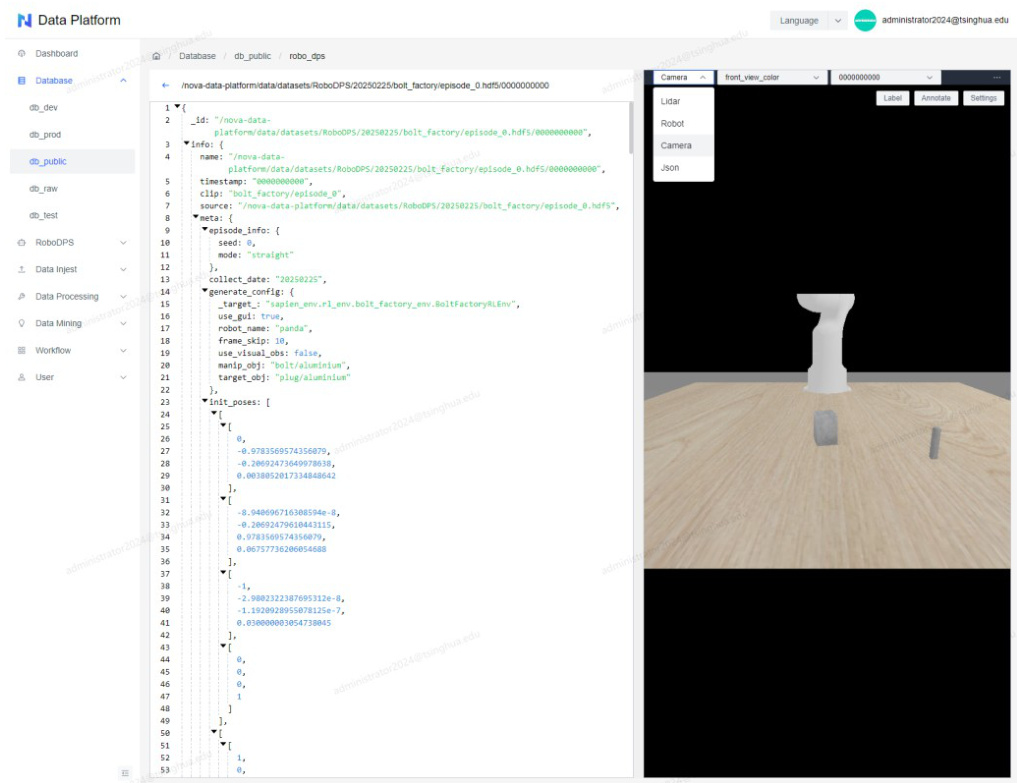 Data Platform
Language
administrator2024@tsinghua.edu
Dashboard
Database
db_dev
db_prod
db_public
db_raw
db_test
RoboDPS
Data Injest
Data Processing
Data Mining
Workflow
User
/ Database / db_public / robo_dps
← /nova-data-platform/data/datasets/RoboDPS/20250225/bolt_factory/episode_0.hdf5/0000000000
1 {
2 _id: "/nova-data-
platform/data/datasets/RoboDPS/20250225/bolt_factory/episode_0.hdf5/0000000000",
3 info: {
4 name: "/nova-data-
platform/data/datasets/RoboDPS/20250225/bolt_factory/episode_0.hdf5/0000000000",
5 timestamp: "0000000000",
6 clip: "bolt_factory/episode_0",
7 source: "/nova-data-platform/data/datasets/RoboDPS/20250225/bolt_factory/episode_0.hdf5",
8 meta: {
9 episode_info: {
10 seed: 0,
11 mode: "straight"
12 },
13 collect_date: "20250225",
14 generate_config: {
15 _target_: "sapien_env.rl_env.bolt_factory_env.BoltFactoryRLEnv",
16 use_gui: true,
17 robot_name: "panda",
18 frame_skip: 10,
19 use_visual_obs: false,
20 manip_obj: "bolt/aluminium",
21 target_obj: "plug/aluminium"
22 },
23 init_poses: [
24 [
25 [
26 0,
27 -0.9783569574356079,
28 -0.20692473649978638,
29 0.0038052017334848642
30 ],
31 [
32 -8.940696716308594e-8,
33 -0.20692479610443115,
34 0.9783569574356079,
35 0.06757736206054688
36 ],
37 [
38 -1,
39 -2.9802322387695312e-8,
40 -1.1920928955078125e-7,
41 0.030000003054738045
42 ],
43 [
44 0,
45 0,
46 0,
47 1
48 ]
49 ],
50 [
51 [
52 1,
53 0,
Camera
front_view_color
0000000000
...
Lidar
Robot
Camera
Json
Label
Annotate
Settings
administrator2024@tsinghua.edu